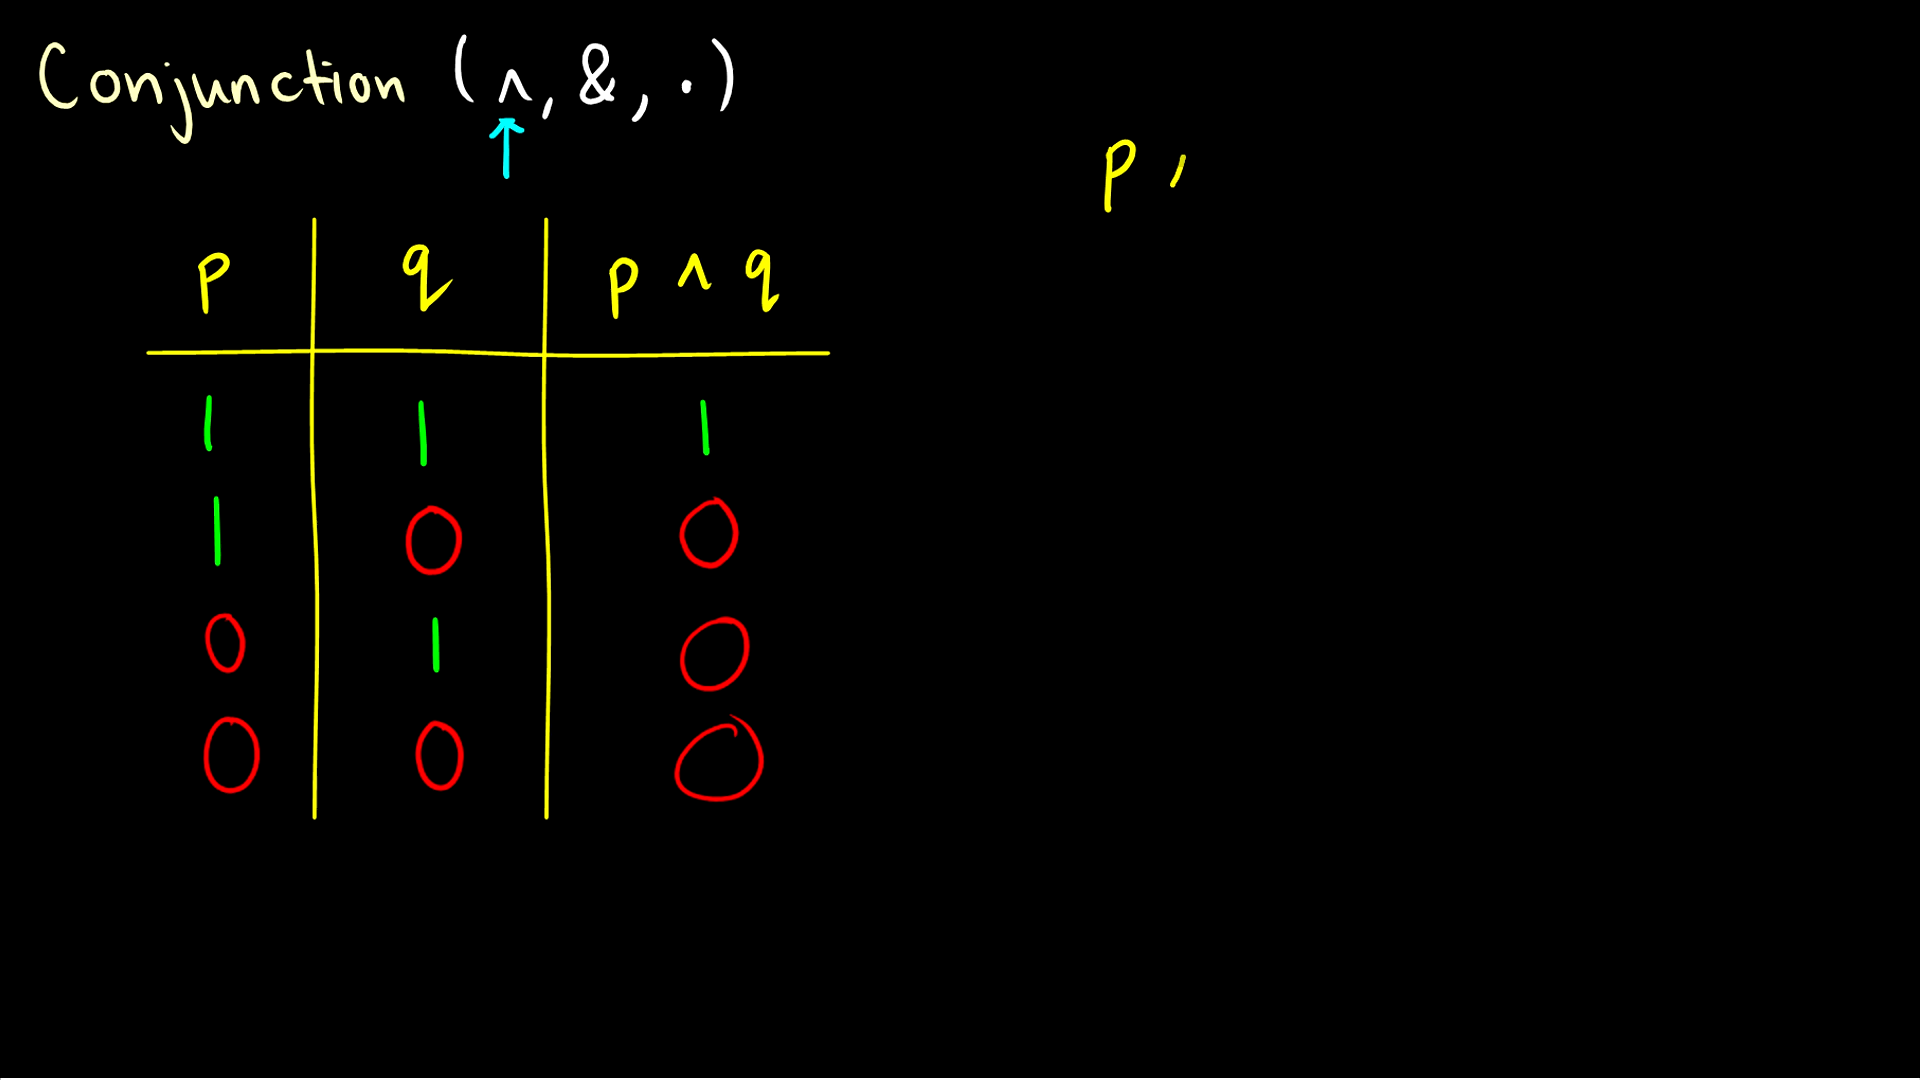 Conjunction (∧, &, ·)
p ,
p q p ∧ q
1 1 1
1 0 0
0 1 0
0 0 0